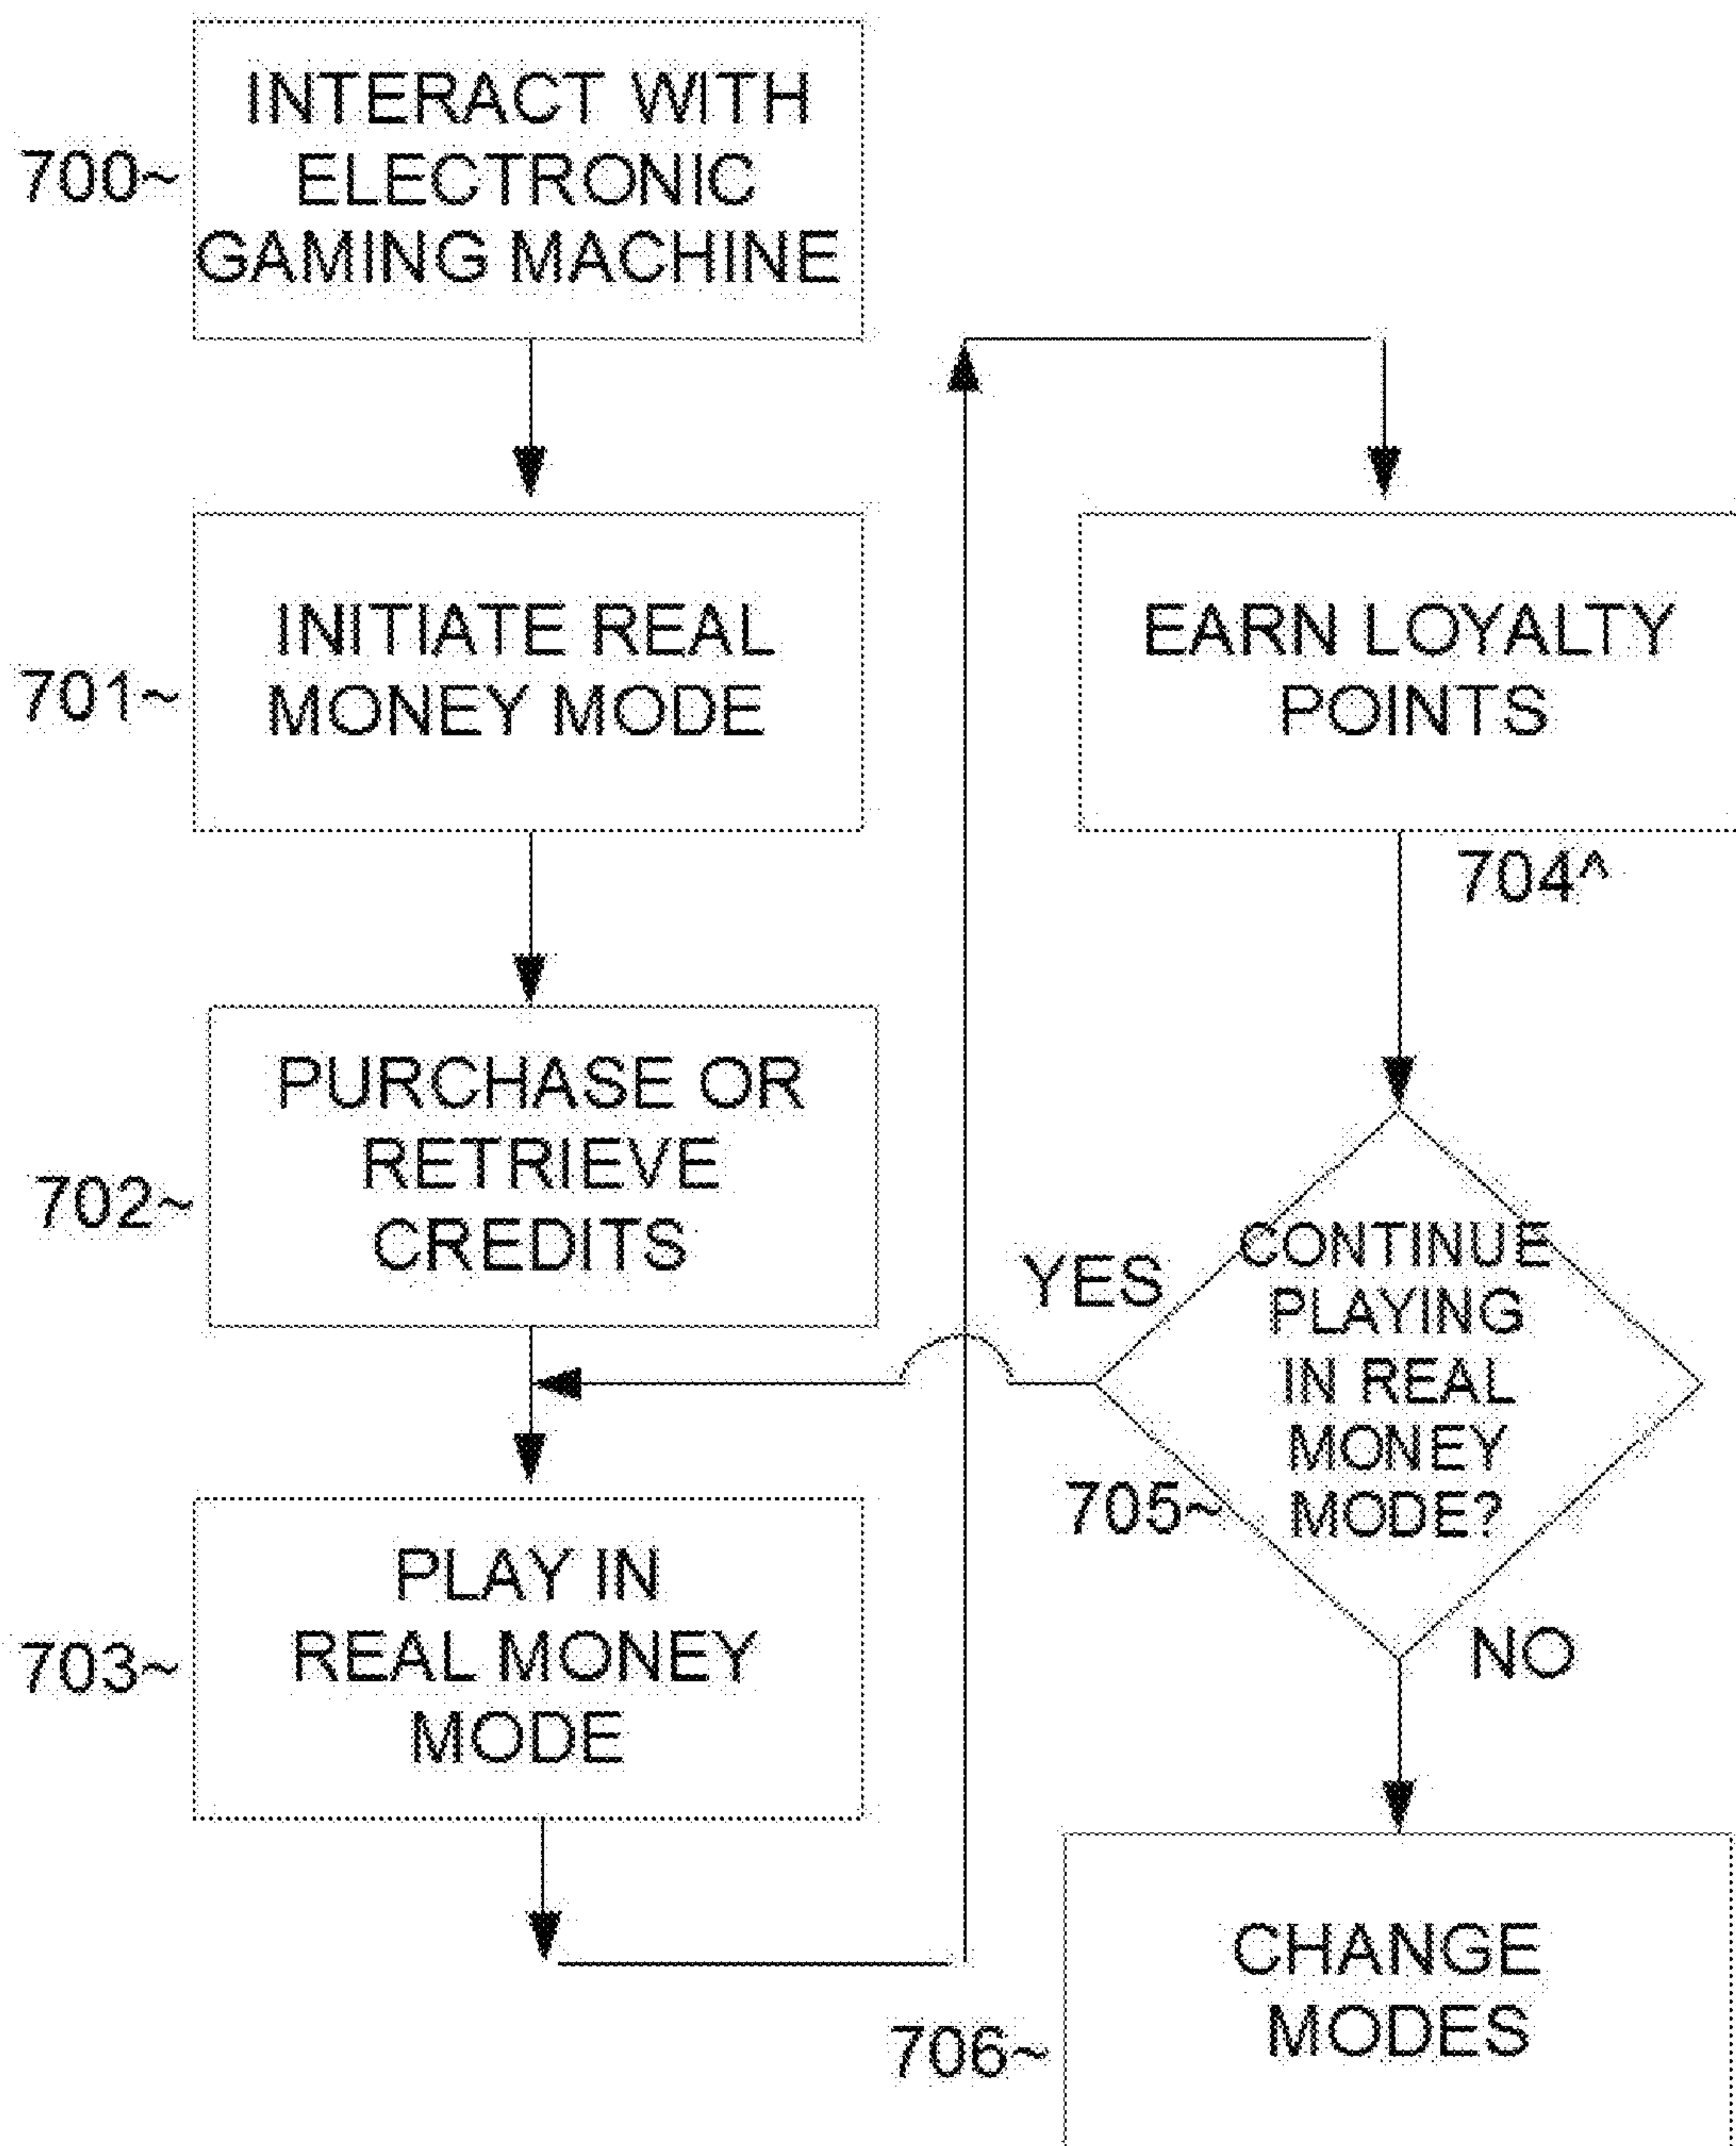 INTERACT WITH
ELECTRONIC
GAMING MACHINE
700~
INITIATE REAL
MONEY MODE
701~
PURCHASE OR
RETRIEVE
CREDITS
702~
PLAY IN
REAL MONEY
MODE
703~
EARN LOYALTY
POINTS
704^
CONTINUE
PLAYING
IN REAL
MONEY
MODE?
705~
YES
NO
CHANGE
MODES
706~